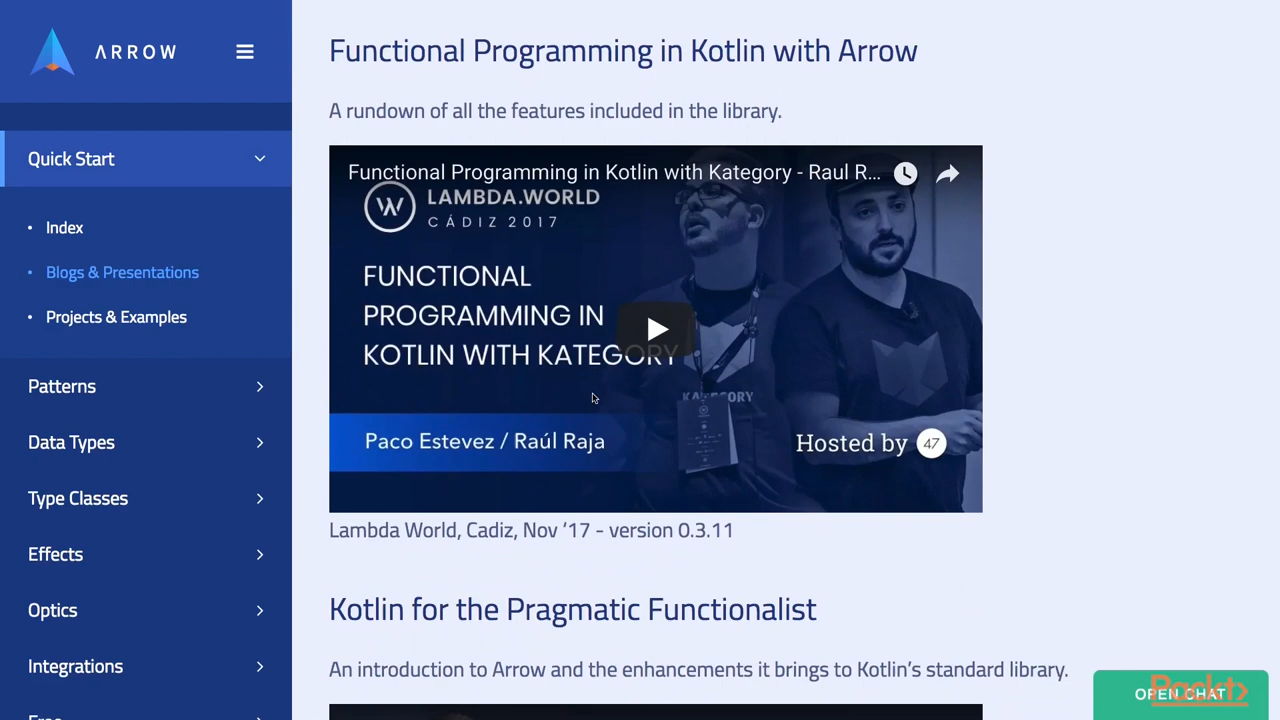 ARROW
Quick Start
Index
Blogs & Presentations
Projects & Examples
Patterns
Data Types
Type Classes
Effects
Optics
Integrations
Free
Functional Programming in Kotlin with Arrow
A rundown of all the features included in the library.
Functional Programming in Kotlin with Kategory - Raul R...
LAMBDA.WORLD
CÁDIZ 2017
FUNCTIONAL
PROGRAMMING IN
KOTLIN WITH KATEGORY
KATEGORY
Paco Estevez / Raúl Raja
Hosted by 47
Lambda World, Cadiz, Nov ‘17 - version 0.3.11
Kotlin for the Pragmatic Functionalist
An introduction to Arrow and the enhancements it brings to Kotlin’s standard library.
OPEN CHAT
Packt